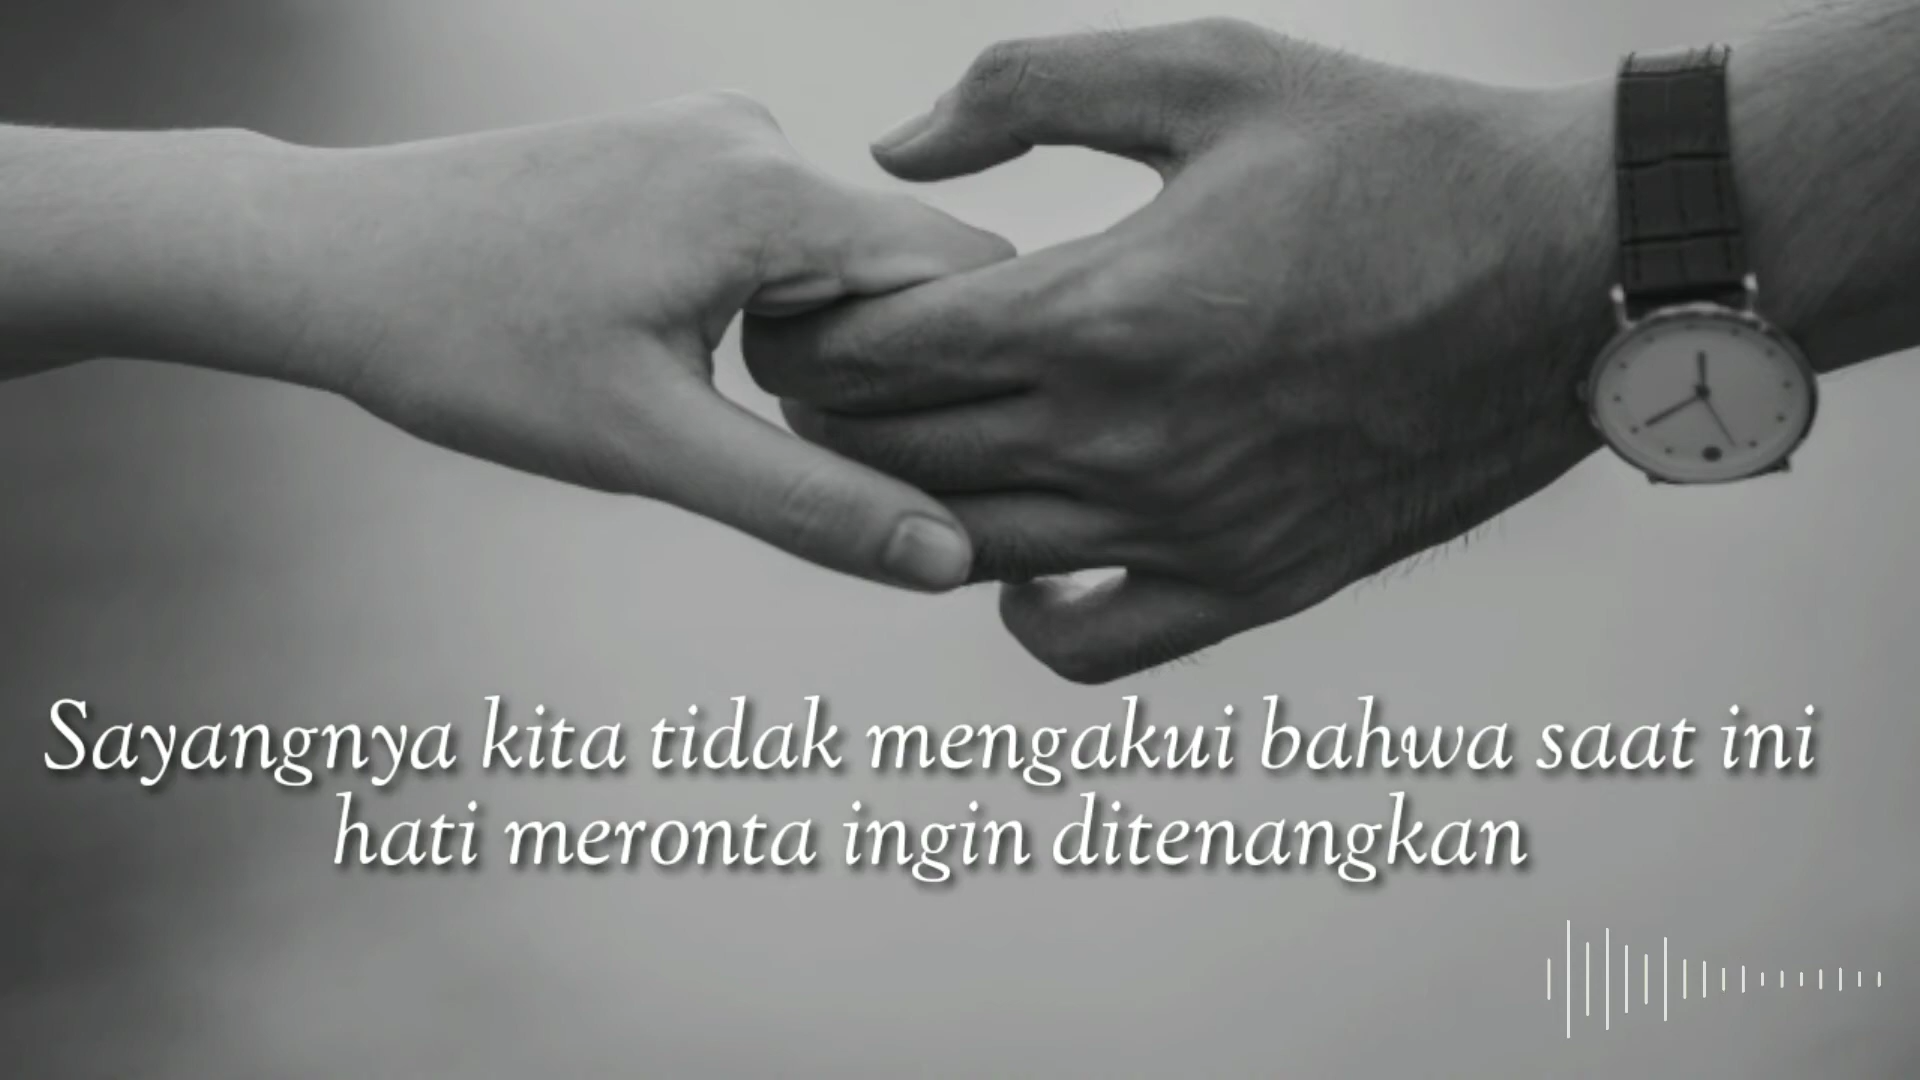 Sayangnya kita tidak mengakui bahwa saat ini
hati meronta ingin ditenangkan